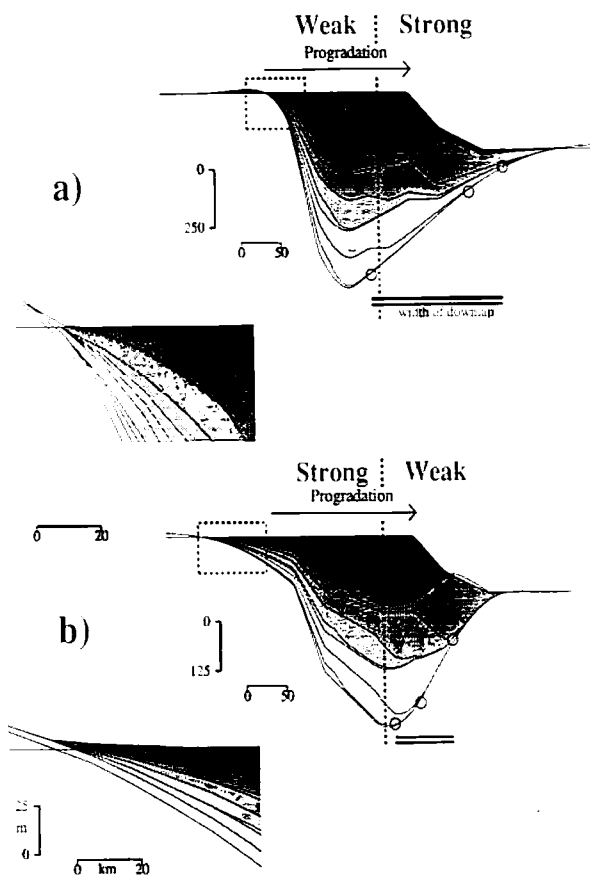 Weak Strong
Progradation
a)
0
250
0 50
width of downlap
Strong Weak
Progradation
0 20
b)
0
125
0 50
25
m
0
0 km 20